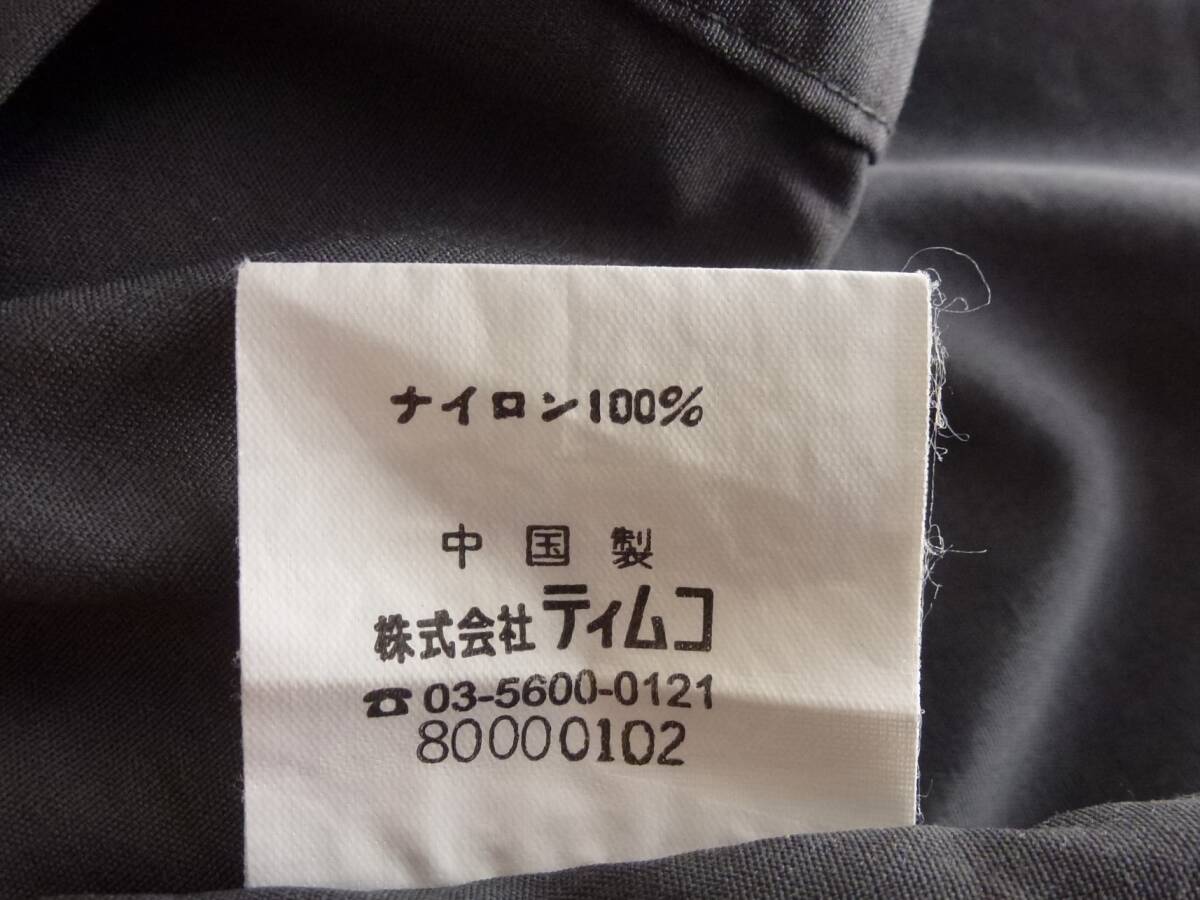 ナイロン100%
中国製
株式会社ティムコ
☎03-5600-0121
80000102